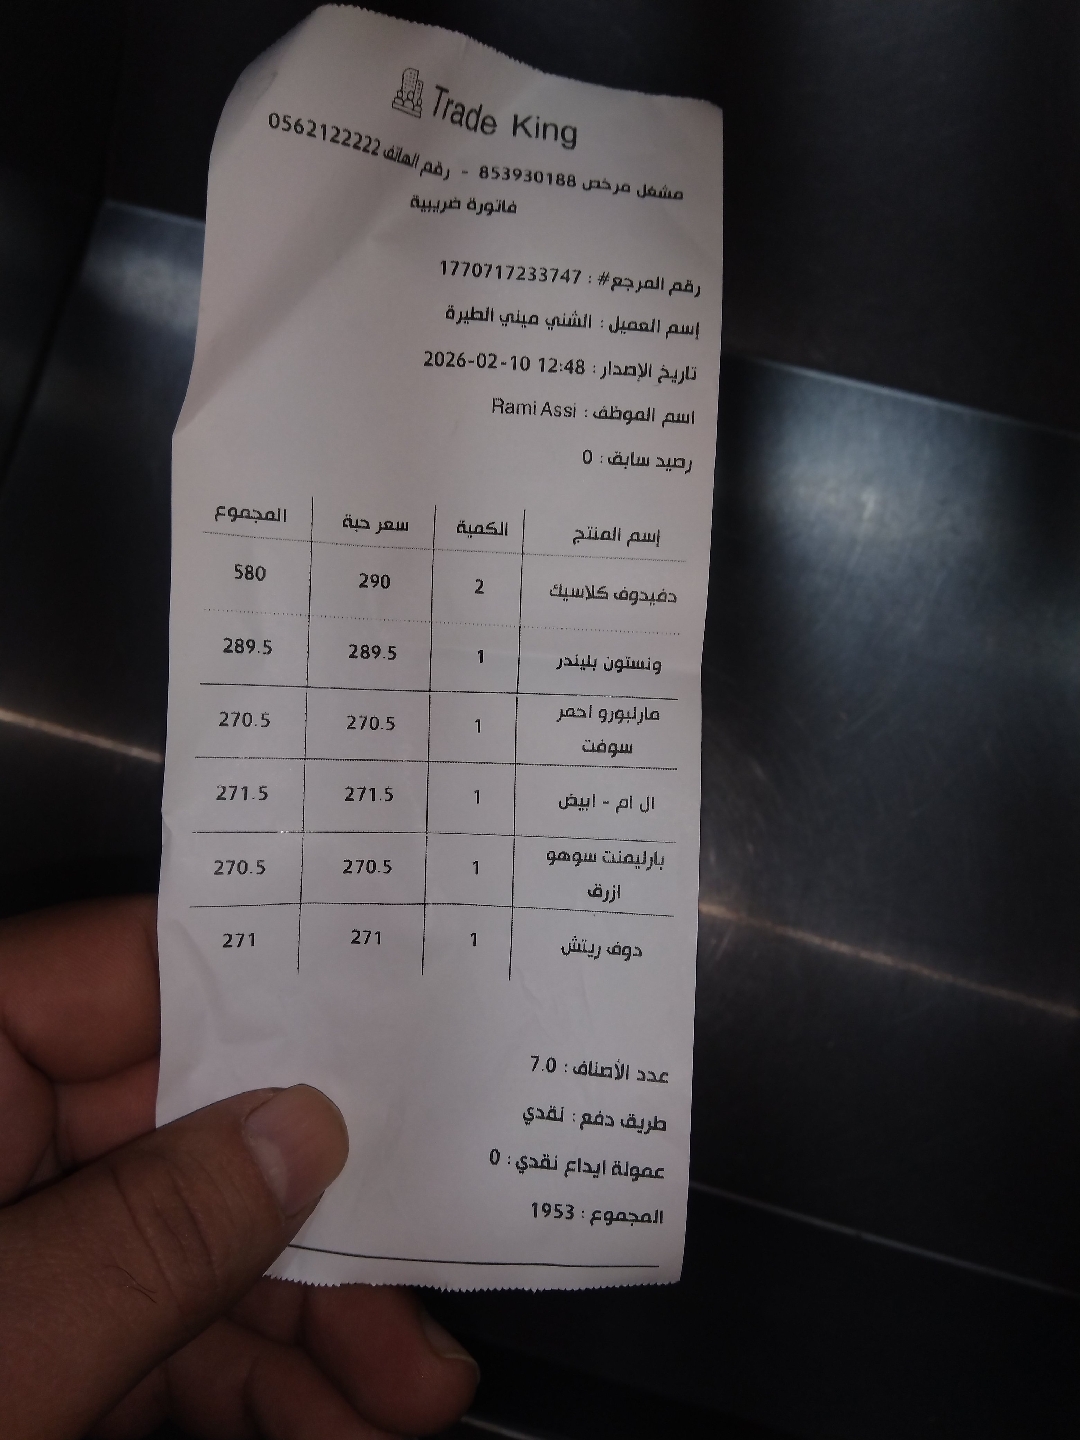 Trade King
مشغل مرخص 853930188 - رقم الهاتف 0562122222
فاتورة ضريبية
رقم المرجع# : 1770717233747
إسم العميل : الشني ميني الطيرة
تاريخ الإصدار : 2026-02-10 12:48
اسم الموظف : Rami Assi
رصيد سابق : 0
إسم المنتج الكمية سعر حبة المجموع
دفيدوف كلاسيك 2 290 580
ونستون بليندر 1 289.5 289.5
مارلبورو احمر سوفت 1 270.5 270.5
ال ام - ابيض 1 271.5 271.5
بارليمنت سوهو ازرق 1 270.5 270.5
دوف ريتش 1 271 271
عدد الأصناف : 7.0
طريق دفع : نقدي
عمولة ايداع نقدي : 0
المجموع : 1953